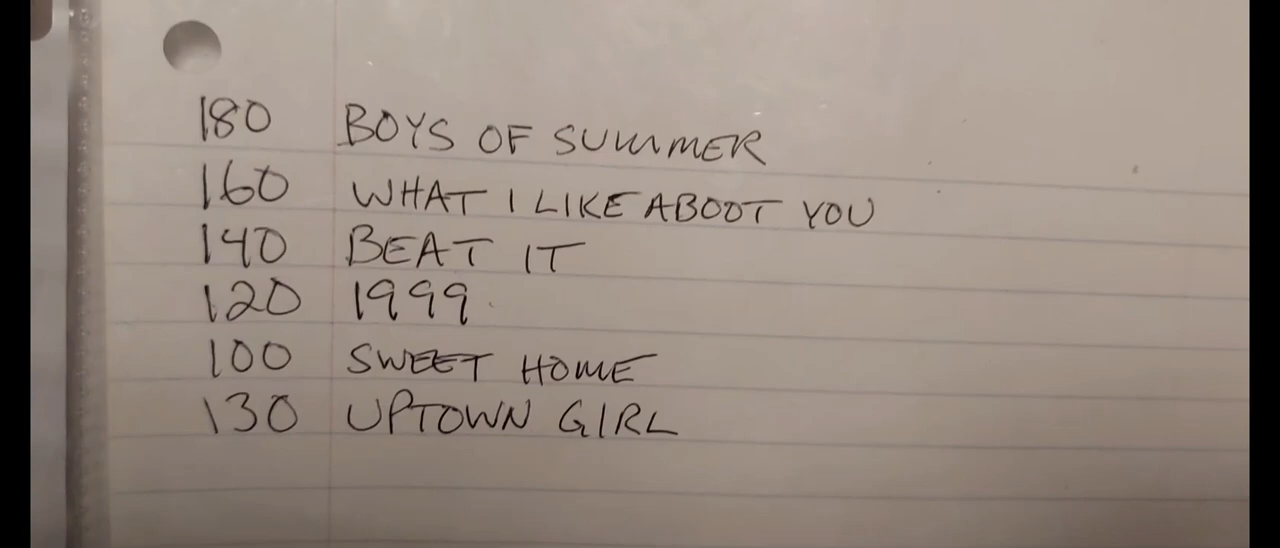 180 BOYS OF SUMMER
160 WHAT I LIKE ABOOT YOU
140 BEAT IT
120 1999
100 SWEET HOME
130 UPTOWN GIRL